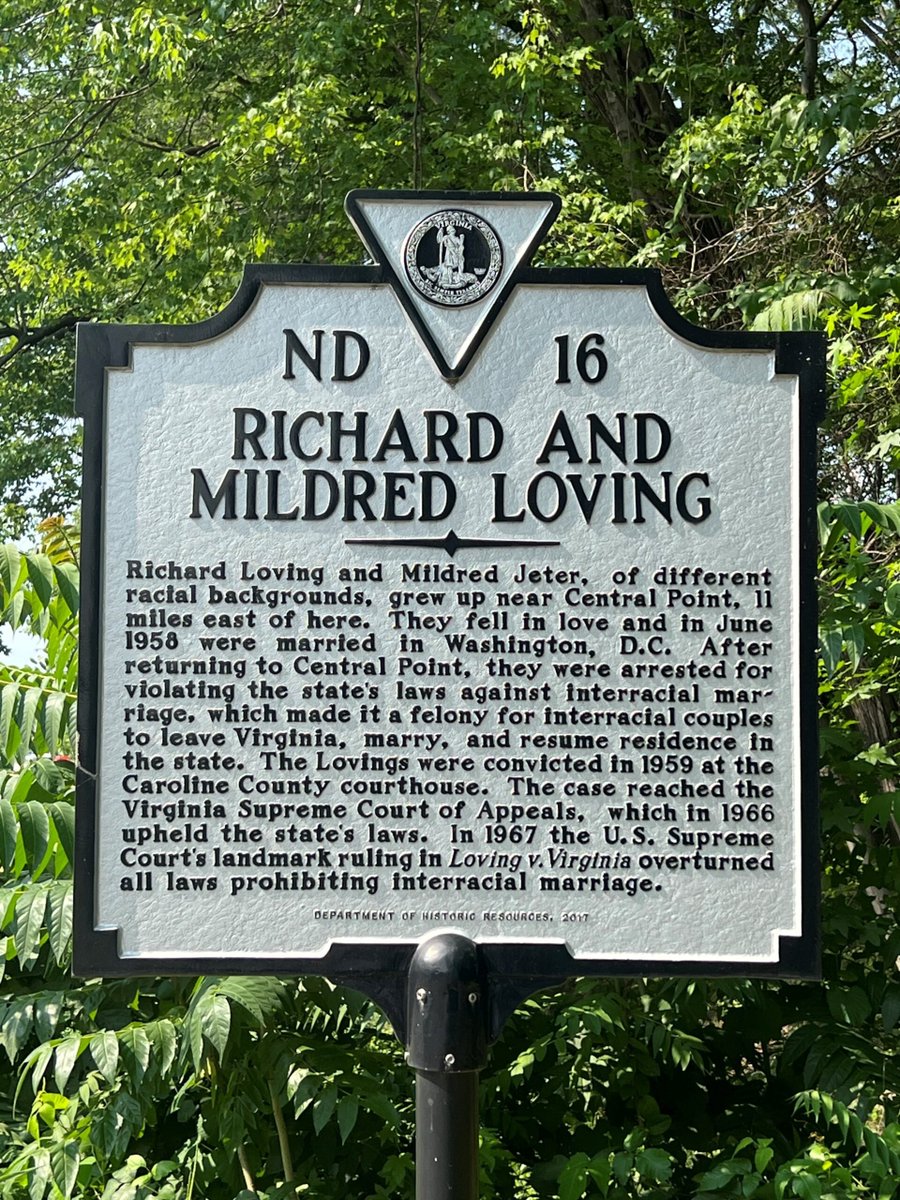 VIRGINIA
ND 16
RICHARD AND
MILDRED LOVING
Richard Loving and Mildred Jeter, of different
racial backgrounds, grew up near Central Point, 11
miles east of here. They fell in love and in June
1958 were married in Washington, D.C. After
returning to Central Point, they were arrested for
violating the state's laws against interracial mar-
riage, which made it a felony for interracial couples
to leave Virginia, marry, and resume residence in
the state. The Lovings were convicted in 1959 at the
Caroline County courthouse. The case reached the
Virginia Supreme Court of Appeals, which in 1966
upheld the state's laws. In 1967 the U.S. Supreme
Court's landmark ruling in Loving v. Virginia overturned
all laws prohibiting interracial marriage.
DEPARTMENT OF HISTORIC RESOURCES, 2017